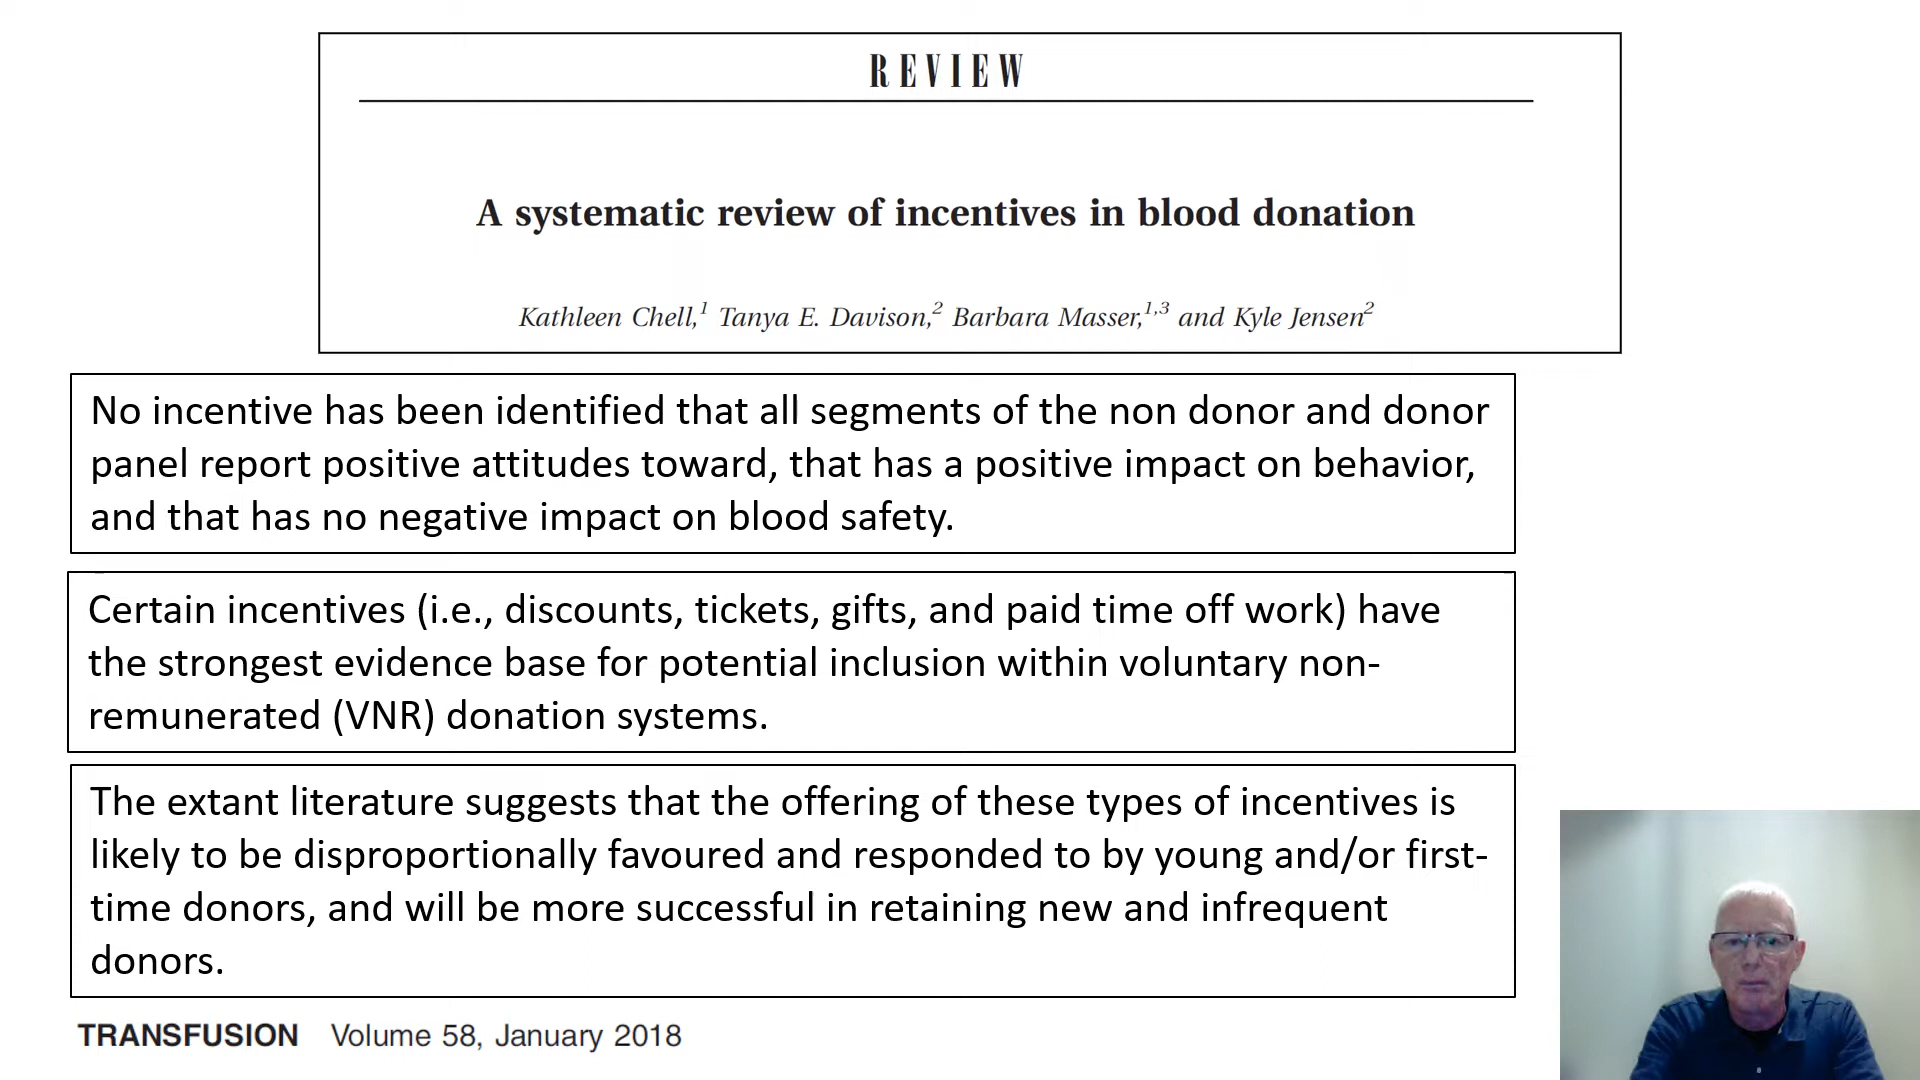 REVIEW
A systematic review of incentives in blood donation
Kathleen Chell,1 Tanya E. Davison,2 Barbara Masser,1,3 and Kyle Jensen2
No incentive has been identified that all segments of the non donor and donor
panel report positive attitudes toward, that has a positive impact on behavior,
and that has no negative impact on blood safety.
Certain incentives (i.e., discounts, tickets, gifts, and paid time off work) have
the strongest evidence base for potential inclusion within voluntary non-
remunerated (VNR) donation systems.
The extant literature suggests that the offering of these types of incentives is
likely to be disproportionally favoured and responded to by young and/or first-
time donors, and will be more successful in retaining new and infrequent
donors.
TRANSFUSION Volume 58, January 2018